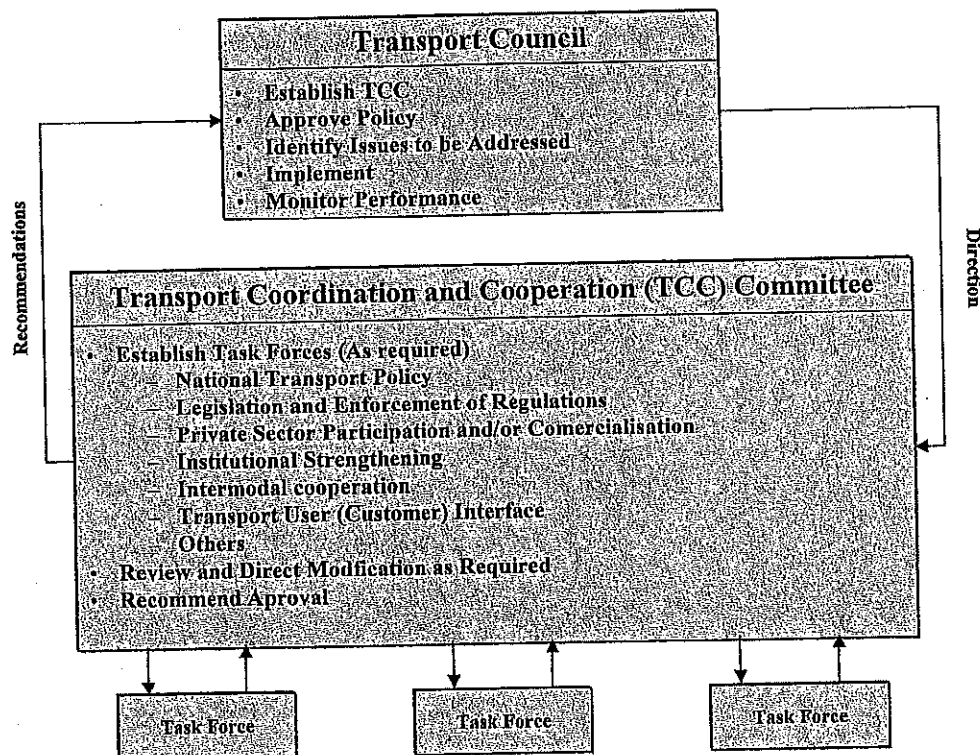 Transport Council
• Establish TCC
• Approve Policy
• Identify Issues to be Addressed
• Implement
• Monitor Performance
Recommendations
Direction
Transport Coordination and Cooperation (TCC) Committee
• Establish Task Forces (As required)
– National Transport Policy
– Legislation and Enforcement of Regulations
– Private Sector Participation and/or Comercialisation
– Institutional Strengthening
– Intermodal cooperation
– Transport User (Customer) Interface
Others
• Review and Direct Modfication as Required
• Recommend Aproval
Task Force
Task Force
Task Force